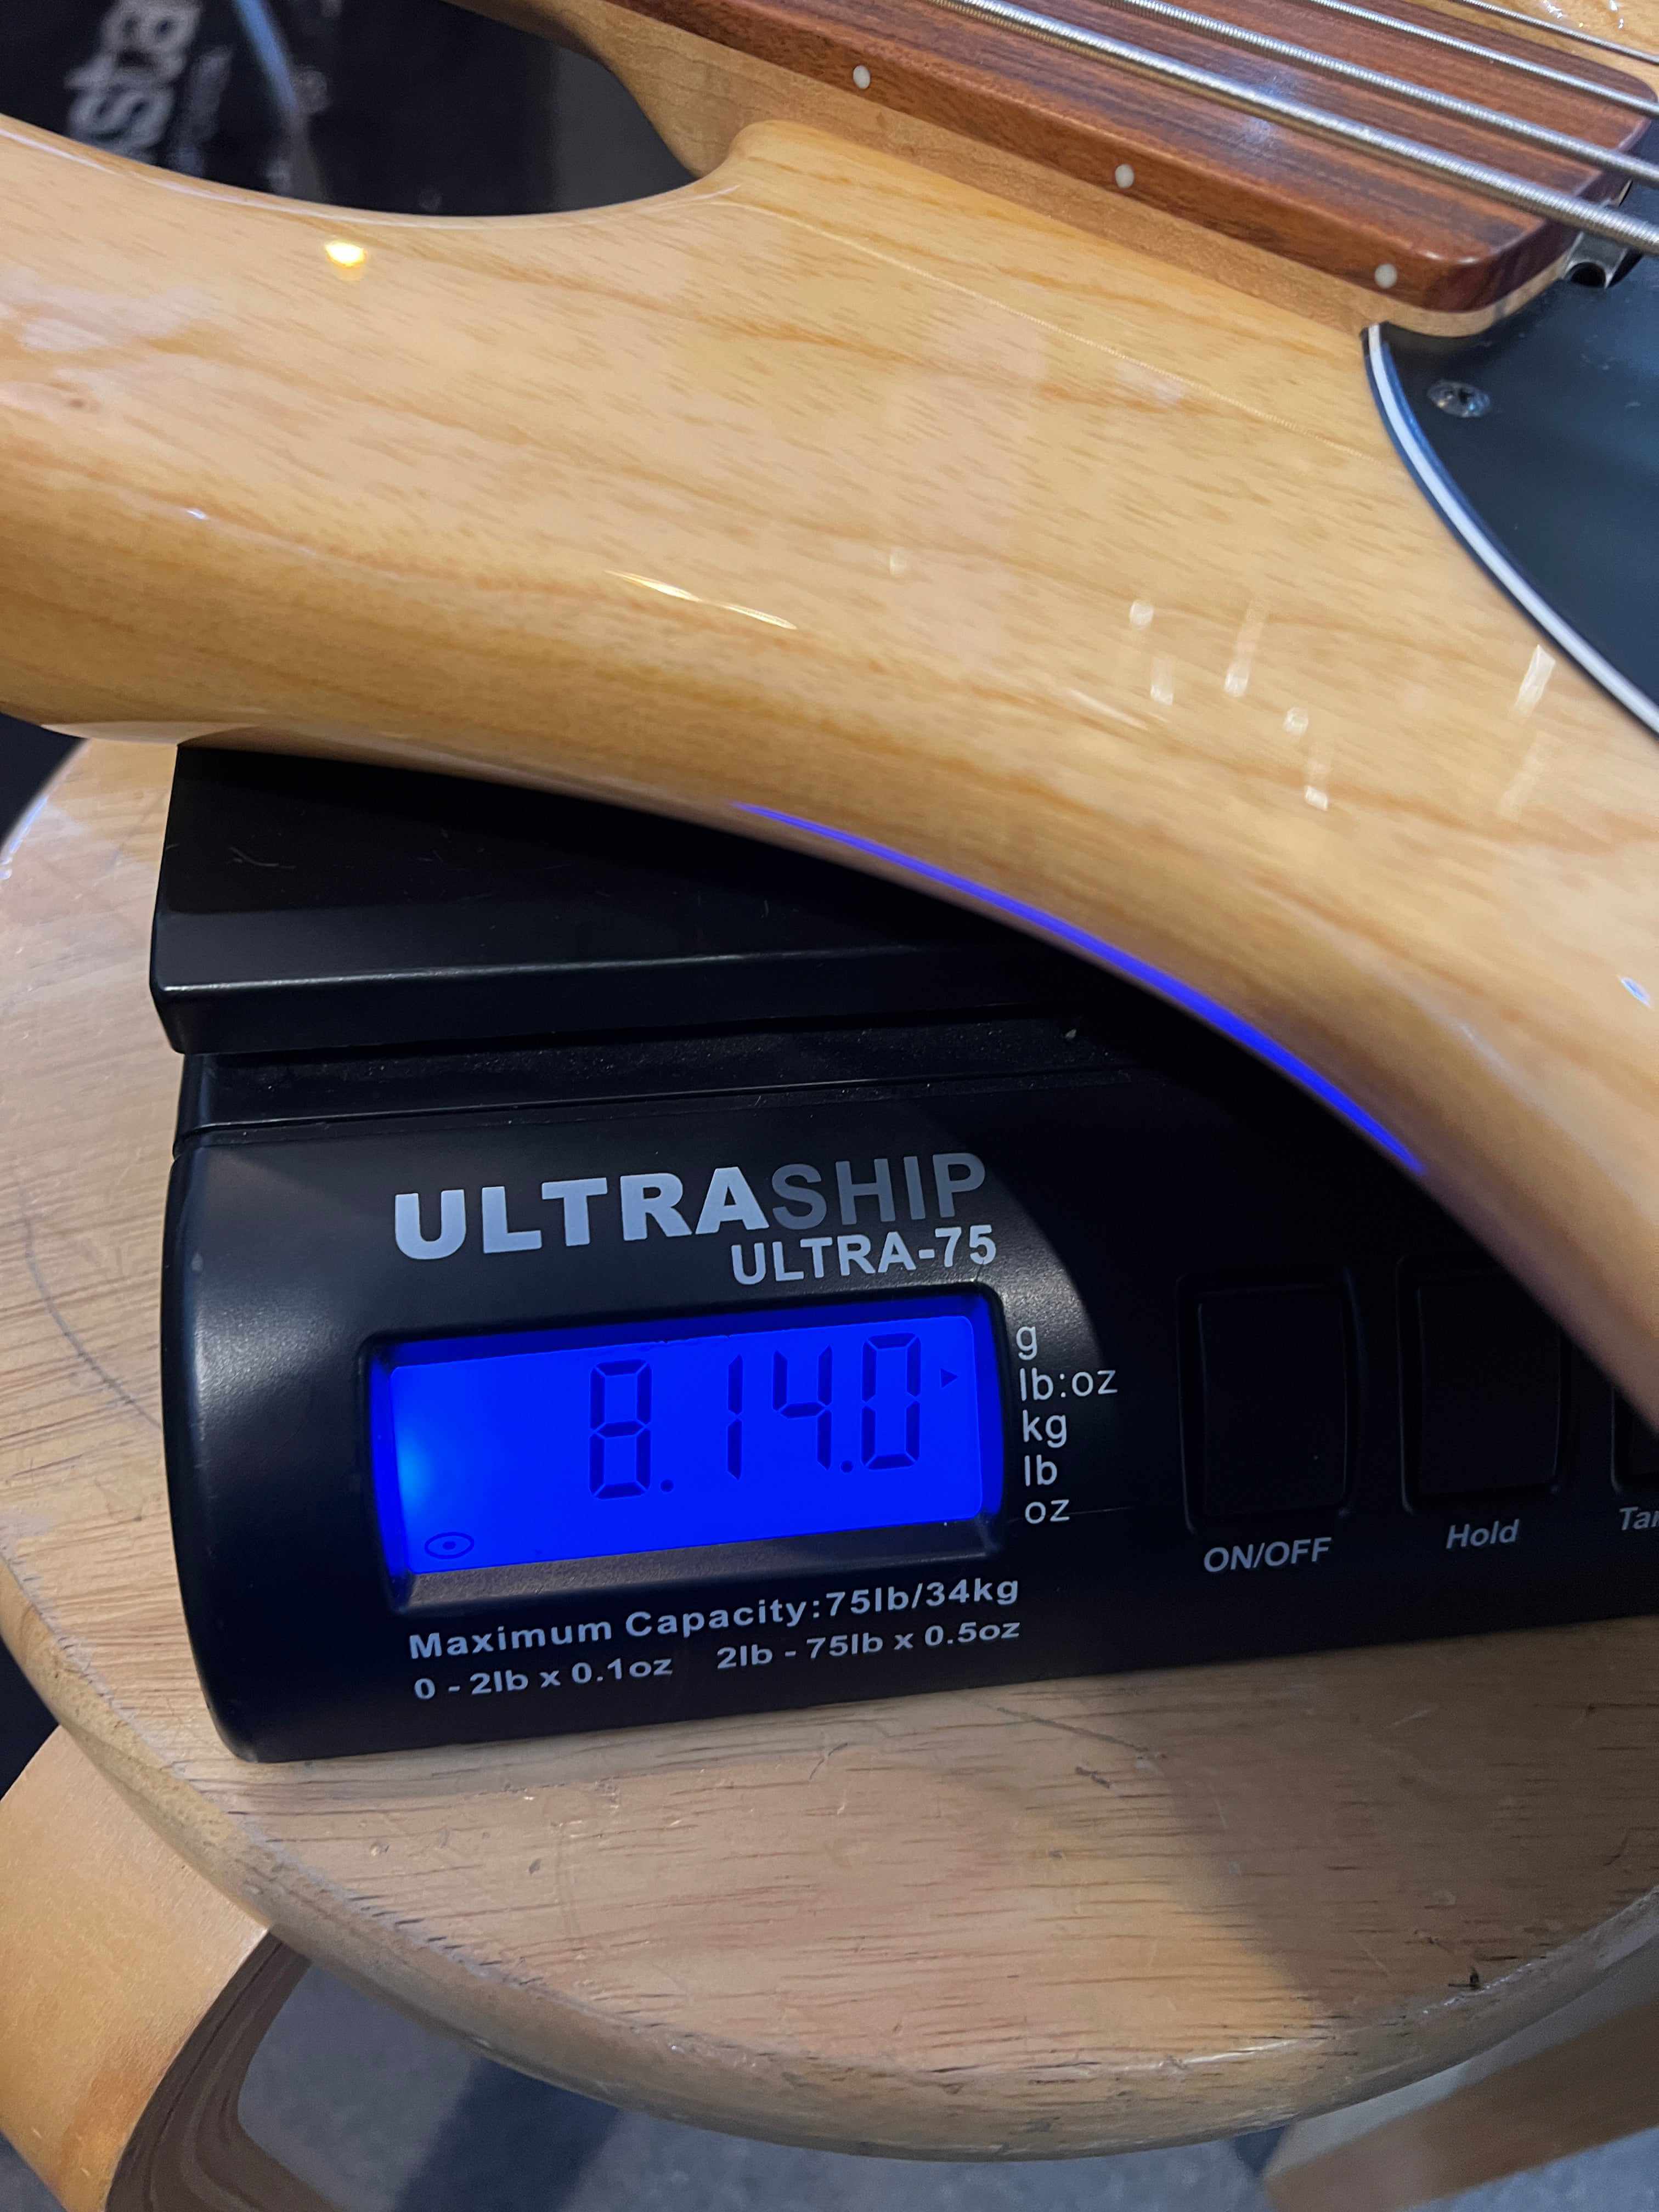 sta
ULTRASHIP
ULTRA-75
8.14.0
g
lb:oz
kg
lb
oz
ON/OFF
Hold
Maximum Capacity:75lb/34kg
0 - 2lb x 0.1oz 2lb - 75lb x 0.5oz